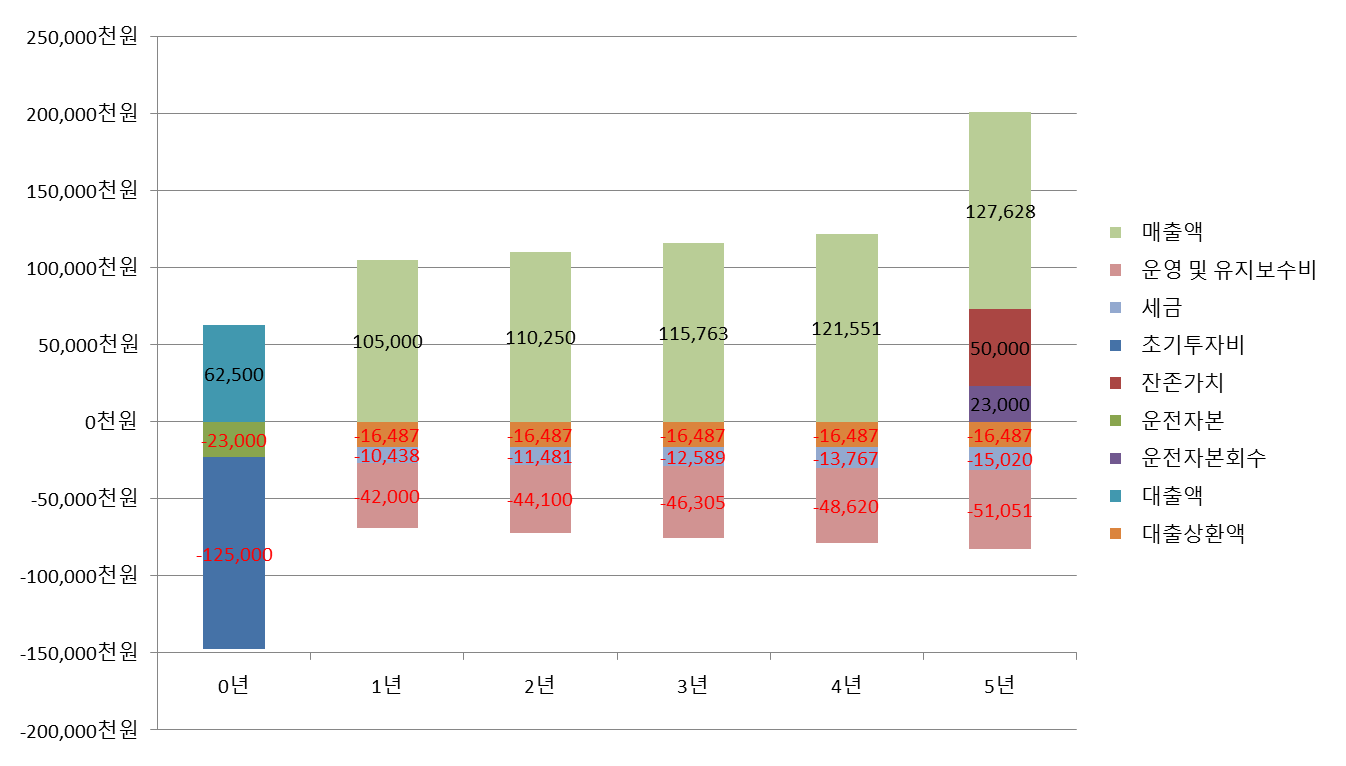 250,000천원
200,000천원
150,000천원
100,000천원
50,000천원
0천원
-50,000천원
-100,000천원
-150,000천원
-200,000천원
62,500
-23,000
-125,000
105,000
-16,487
-10,438
-42,000
110,250
-16,487
-11,481
-44,100
115,763
-16,487
-12,589
-46,305
121,551
-16,487
-13,767
-48,620
127,628
50,000
23,000
-16,487
-15,020
-51,051
0년 1년 2년 3년 4년 5년
매출액
운영 및 유지보수비
세금
초기투자비
잔존가치
운전자본
운전자본회수
대출액
대출상환액